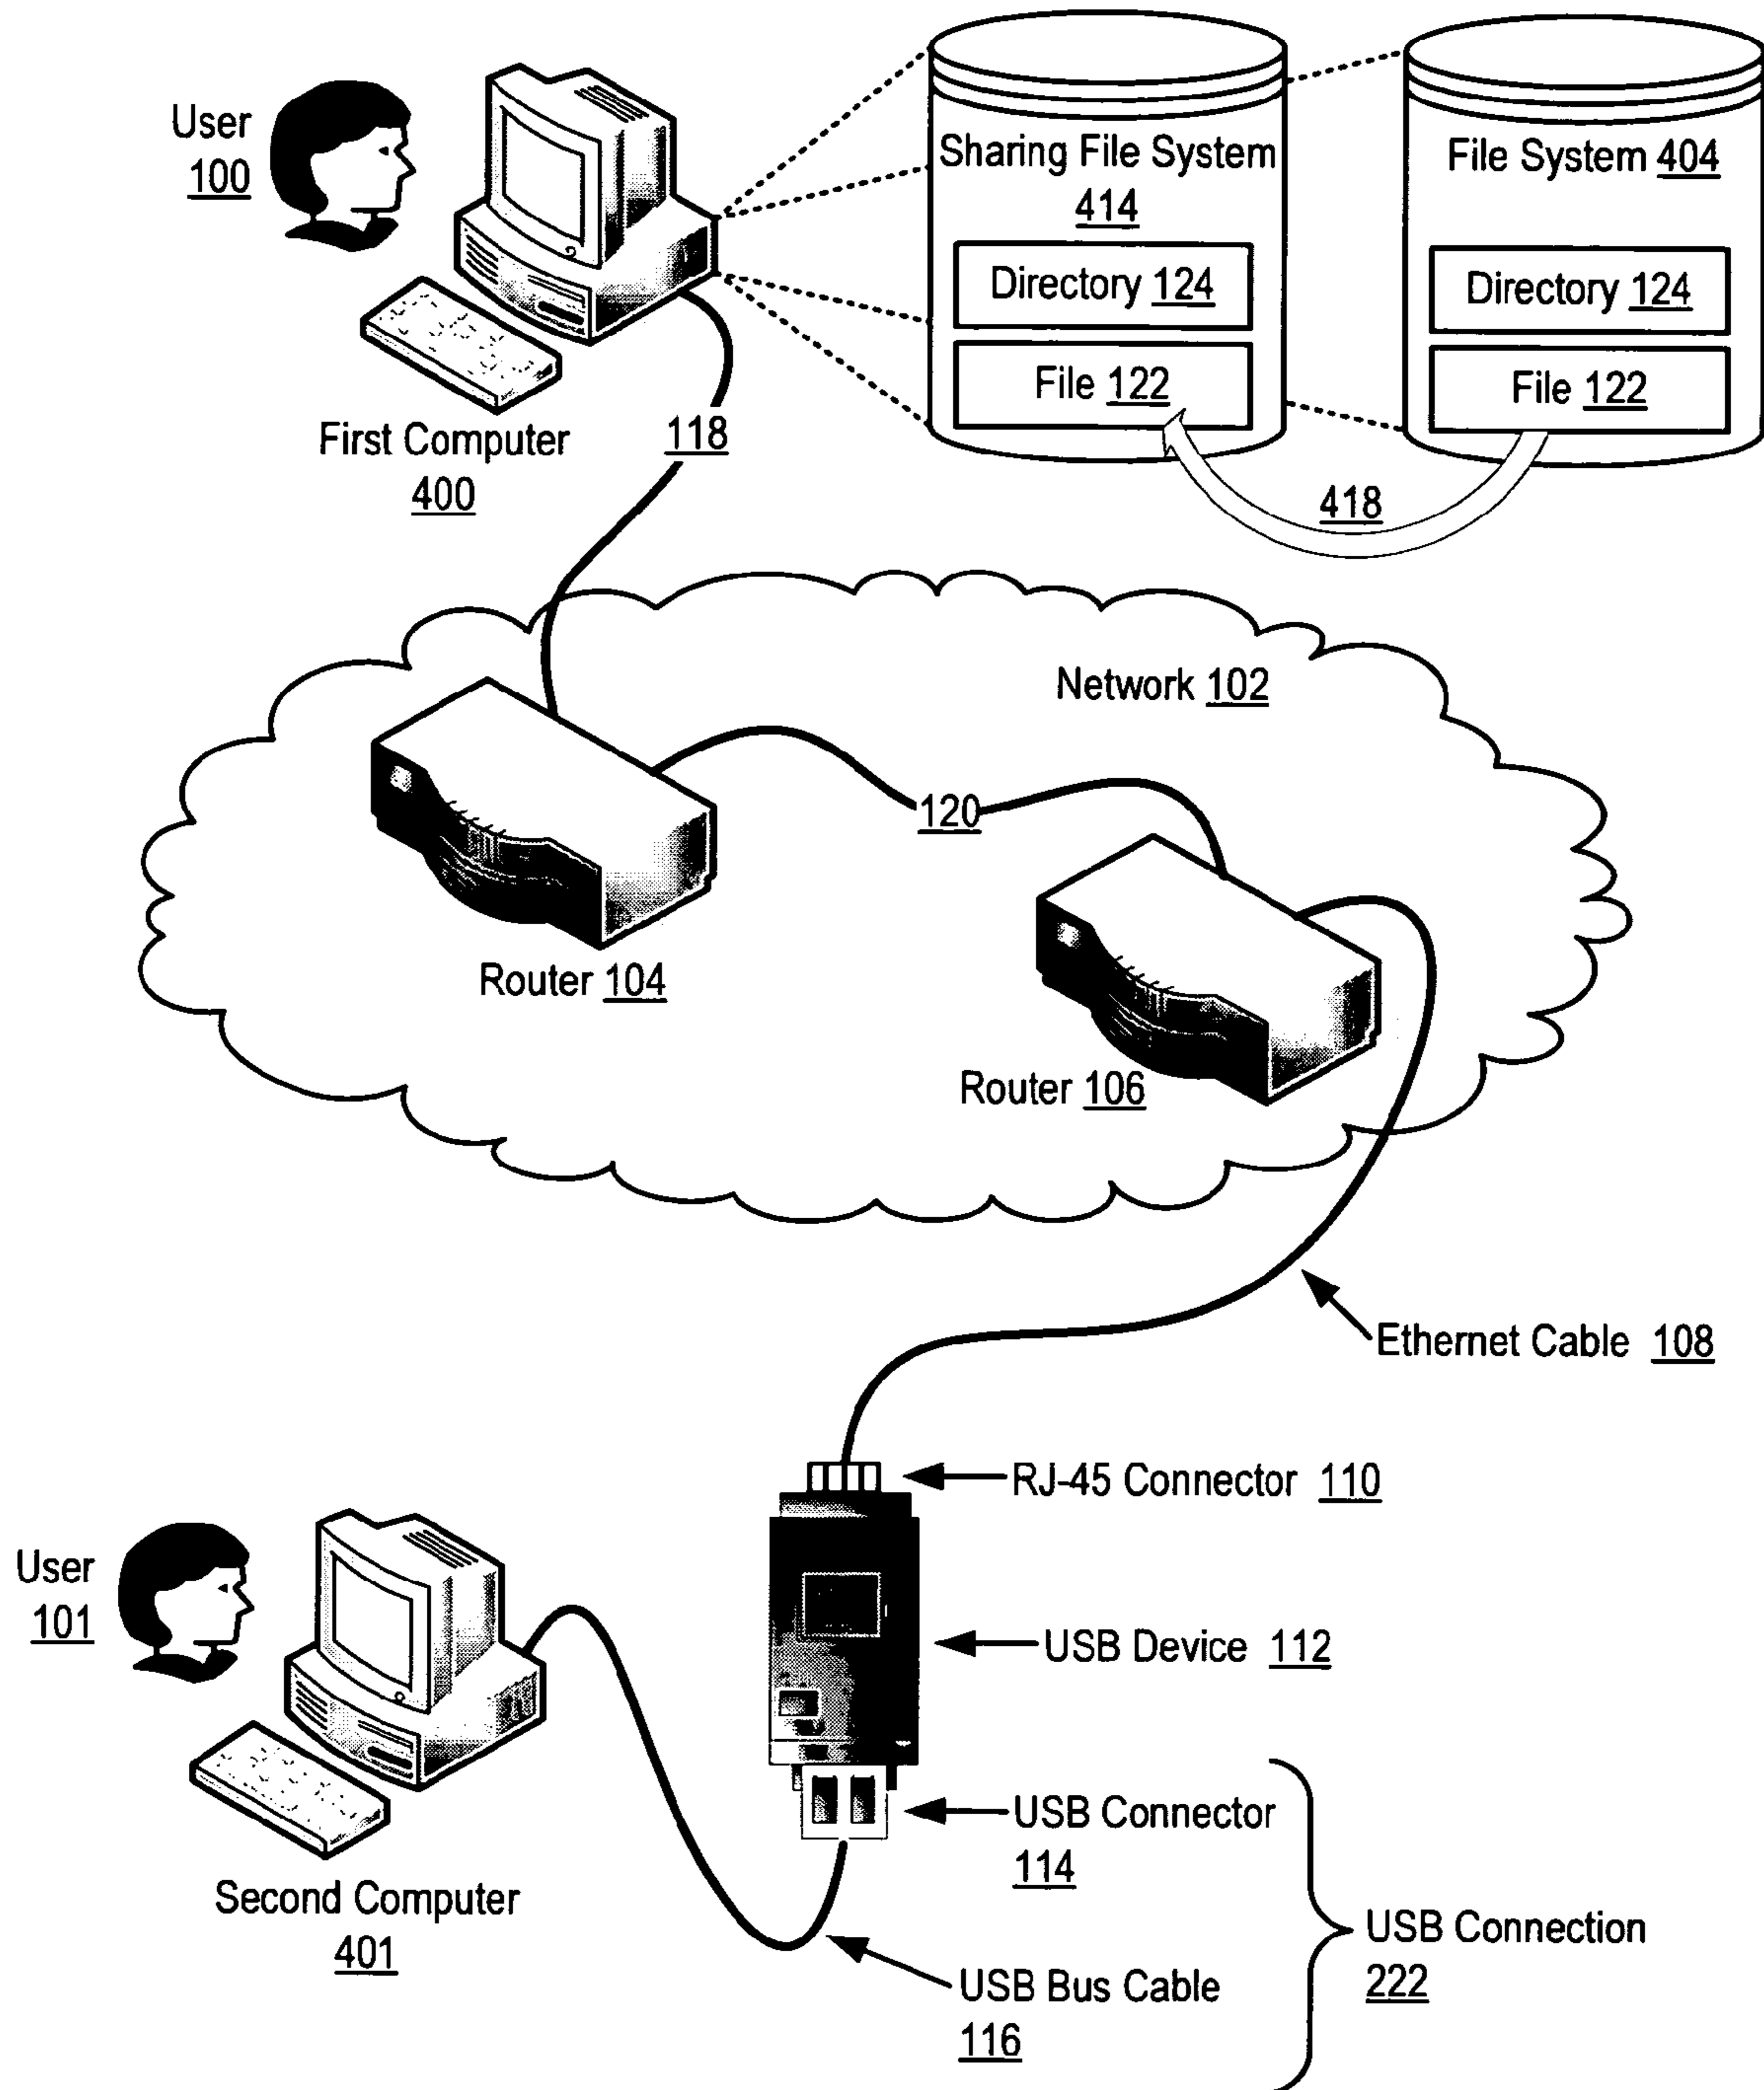 User
100
First Computer
400
118
Sharing File System
414
Directory 124
File 122
File System 404
Directory 124
File 122
418
Network 102
120
Router 104
Router 106
Ethernet Cable 108
RJ-45 Connector 110
User
101
USB Device 112
USB Connector
114
Second Computer
401
USB Connection
222
USB Bus Cable
116